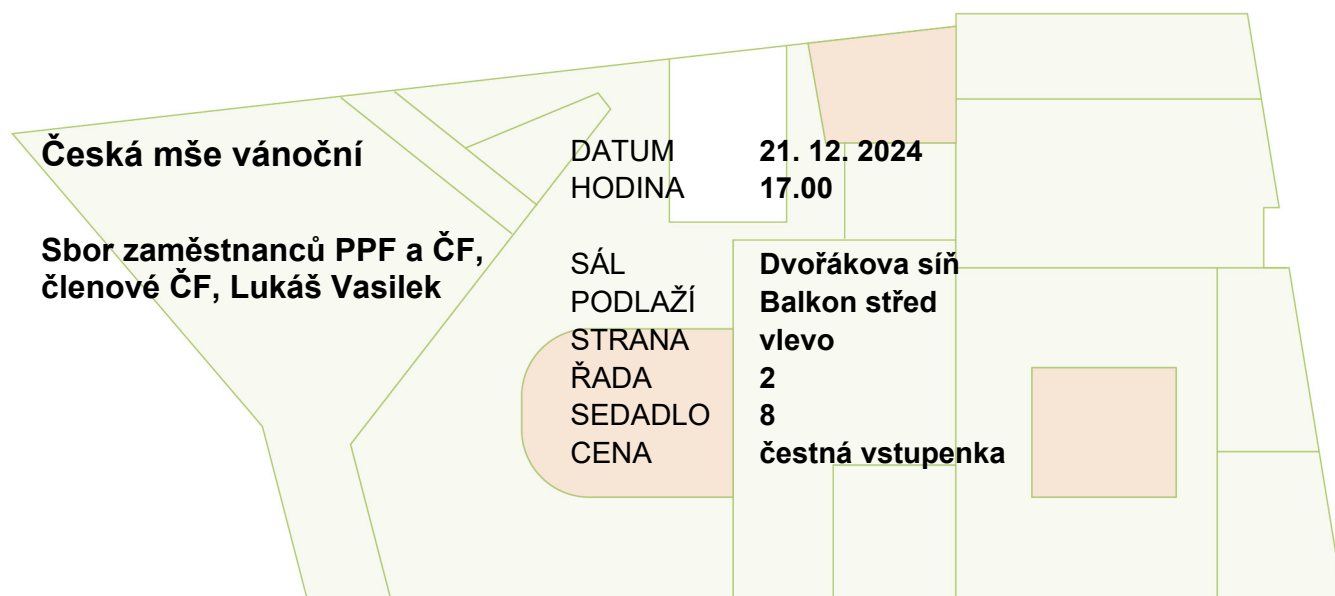 Česká mše vánoční
Sbor zaměstnanců PPF a ČF,
členové ČF, Lukáš Vasilek
DATUM 21. 12. 2024
HODINA 17.00
SÁL Dvořákova síň
PODLAŽÍ Balkon střed
STRANA vlevo
ŘADA 2
SEDADLO 8
CENA čestná vstupenka